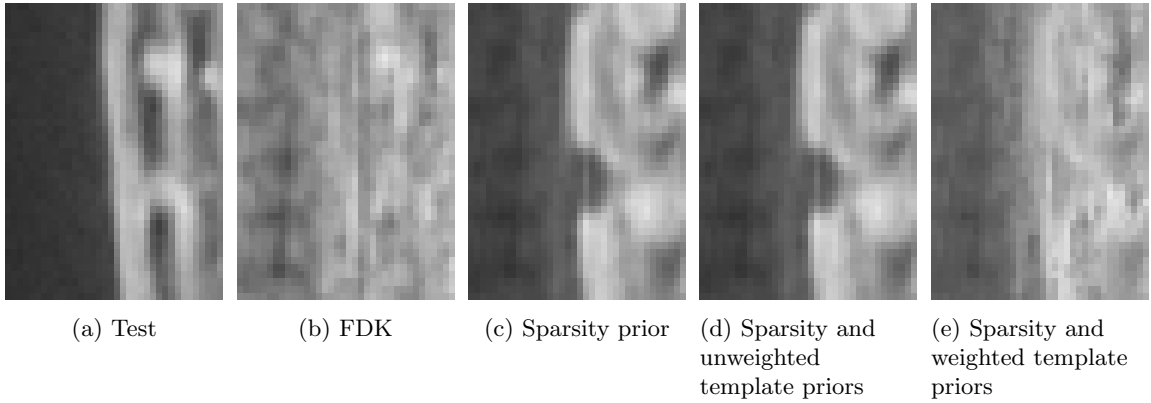 (a) Test
(b) FDK
(c) Sparsity prior
(d) Sparsity and
unweighted
template priors
(e) Sparsity and
weighted template
priors